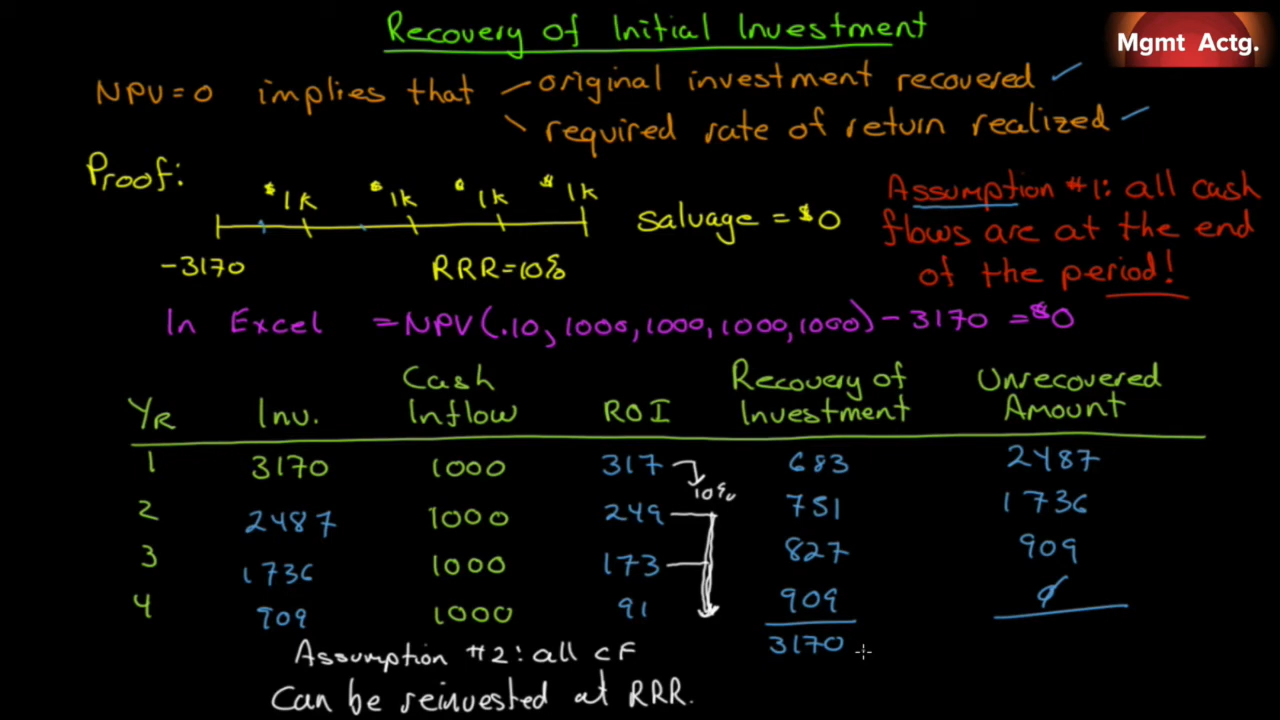 Recovery of Initial Investment
Mgmt Actg.
NPV=0 implies that original investment recovered
required rate of return realized
Proof:
$1k $1k $1k $1k
-3170 RRR=10%
salvage = $0
Assumption #1: all cash
flows are at the end
of the period!
In Excel =NPV(.10, 1000, 1000, 1000, 1000) - 3170 = $0
YR Inv. Cash Inflow ROI Recovery of Investment Unrecovered Amount
1 3170 1000 317 683 2487
10%
2 2487 1000 249 751 1736
3 1736 1000 173 827 909
4 909 1000 91 909 0
3170
Assumption #2: all CF
Can be reinvested at RRR.